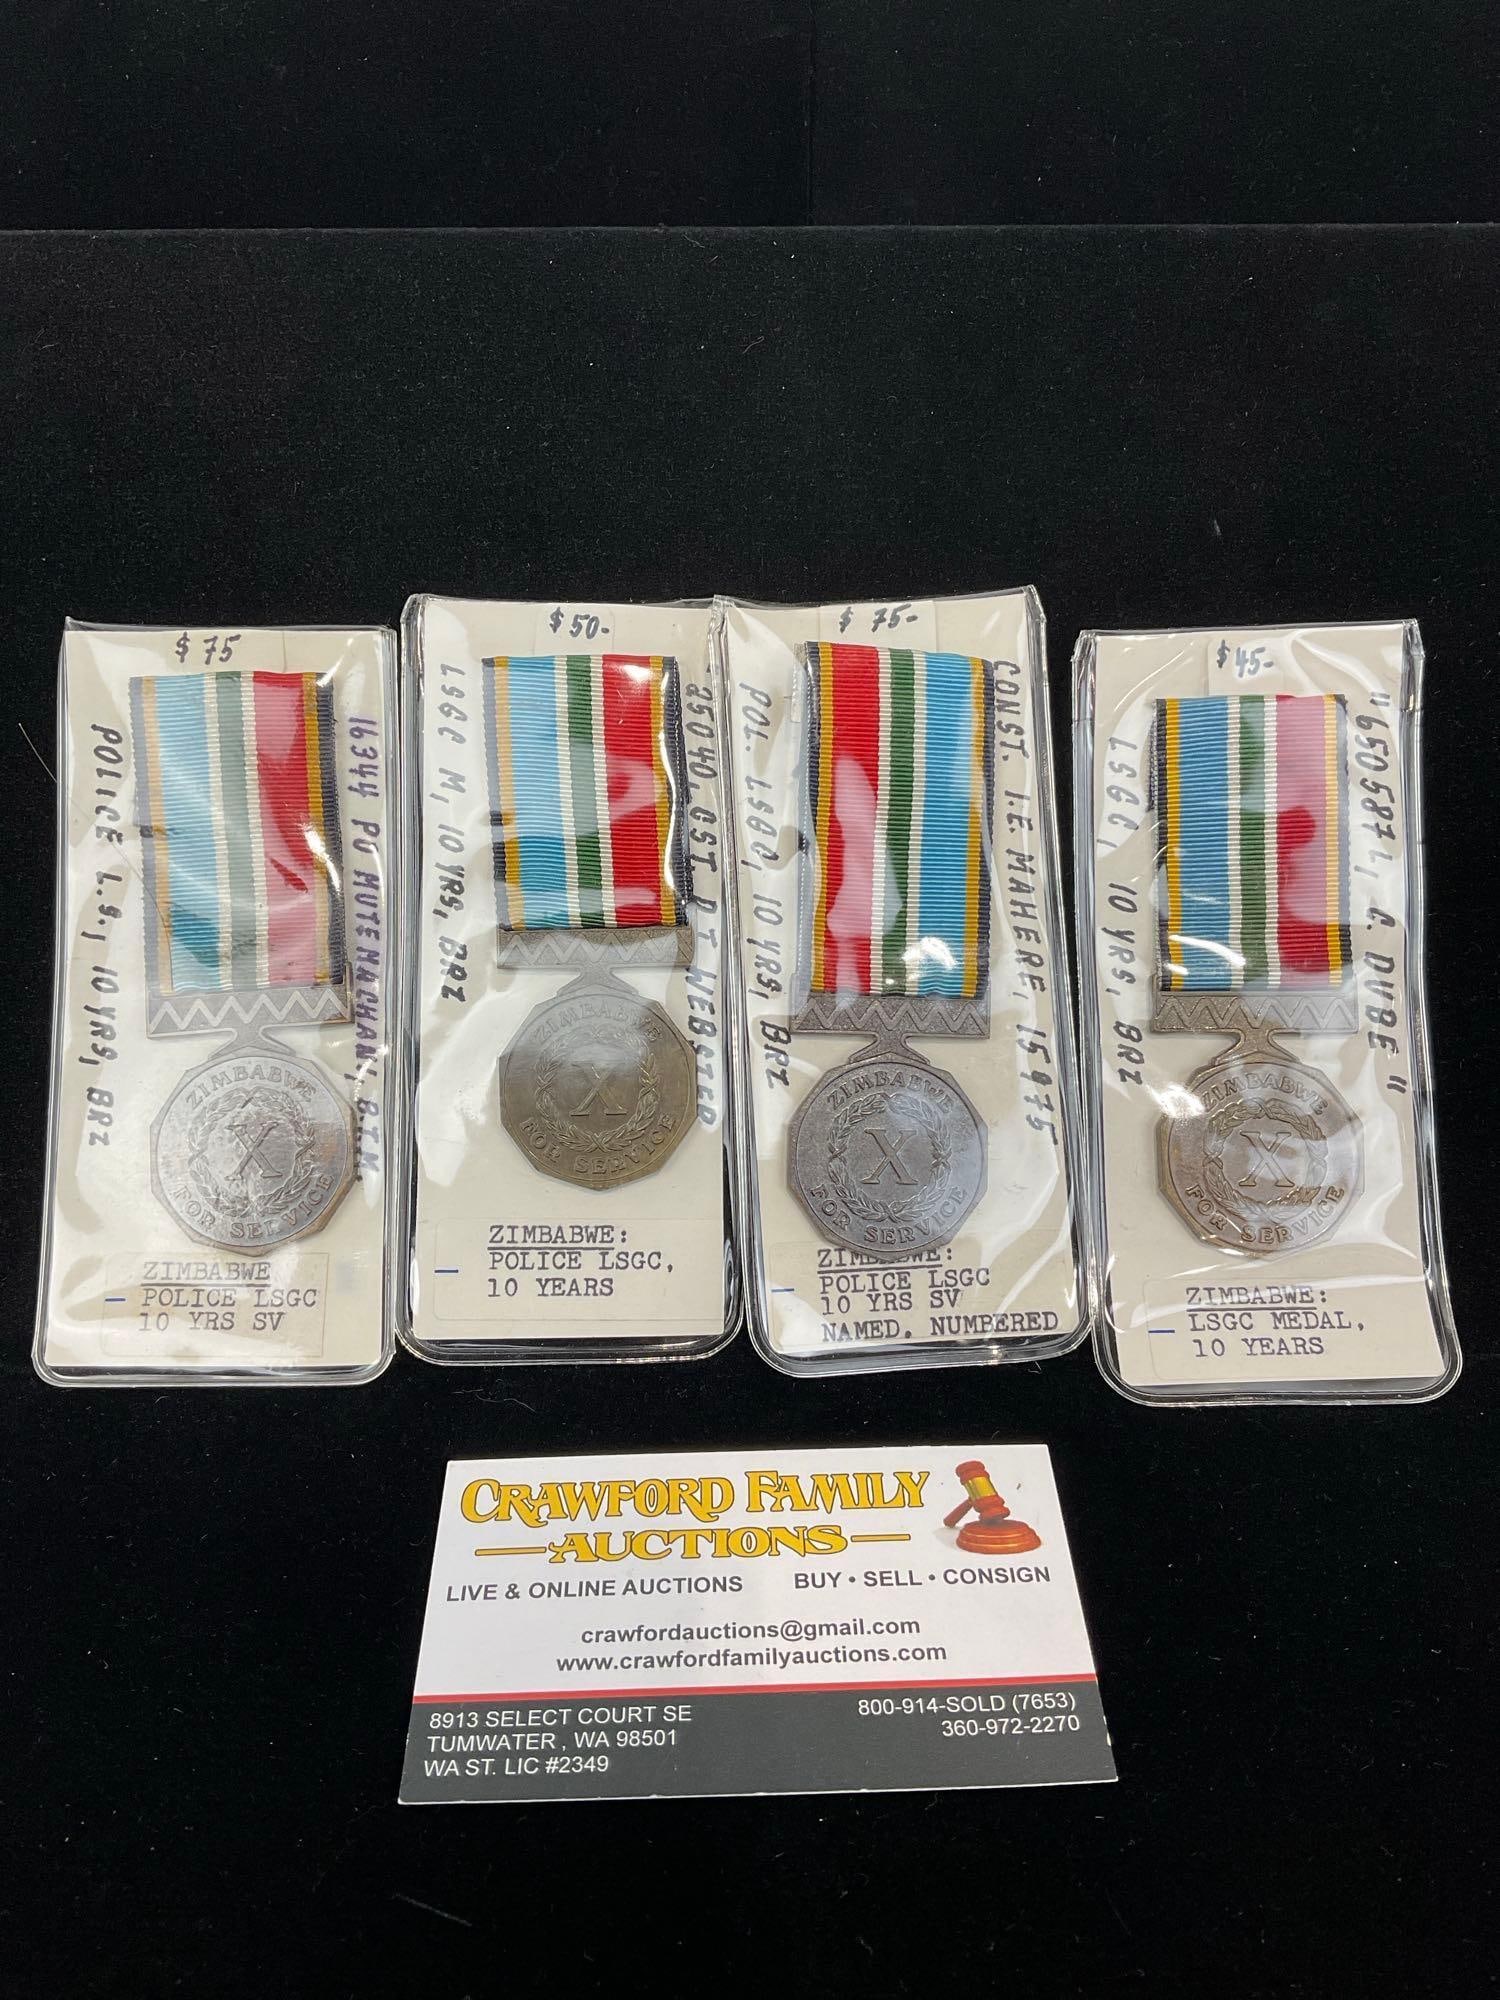 $ 75
POLICE L.S., 10 YRS, BRZ
16344 PO MUTEMACHANI, B.T.M.
ZIMBABWE
X
FOR SERVICE
ZIMBABWE
– POLICE LSGC
10 YRS SV
$ 50-
LSGC M, 10 YRS, BRZ
25040, CST. P T WEBSTER
ZIMBABWE
X
FOR SERVICE
ZIMBABWE:
– POLICE LSGC,
10 YEARS
$ 75-
POL. LSGC, 10 YRS, BRZ
CONST. I.E. MAHERE, 15975
ZIMBABWE
X
FOR SERVICE
ZIMBABWE:
– POLICE LSGC
10 YRS SV
NAMED, NUMBERED
$45-
LSGC, 10 YRS, BRZ
"650587 L, C. DUBE"
ZIMBABWE
X
FOR SERVICE
ZIMBABWE:
– LSGC MEDAL,
10 YEARS
CRAWFORD FAMILY
— AUCTIONS —
LIVE & ONLINE AUCTIONS BUY • SELL • CONSIGN
crawfordauctions@gmail.com
www.crawfordfamilyauctions.com
8913 SELECT COURT SE
TUMWATER , WA 98501
WA ST. LIC #2349
800-914-SOLD (7653)
360-972-2270